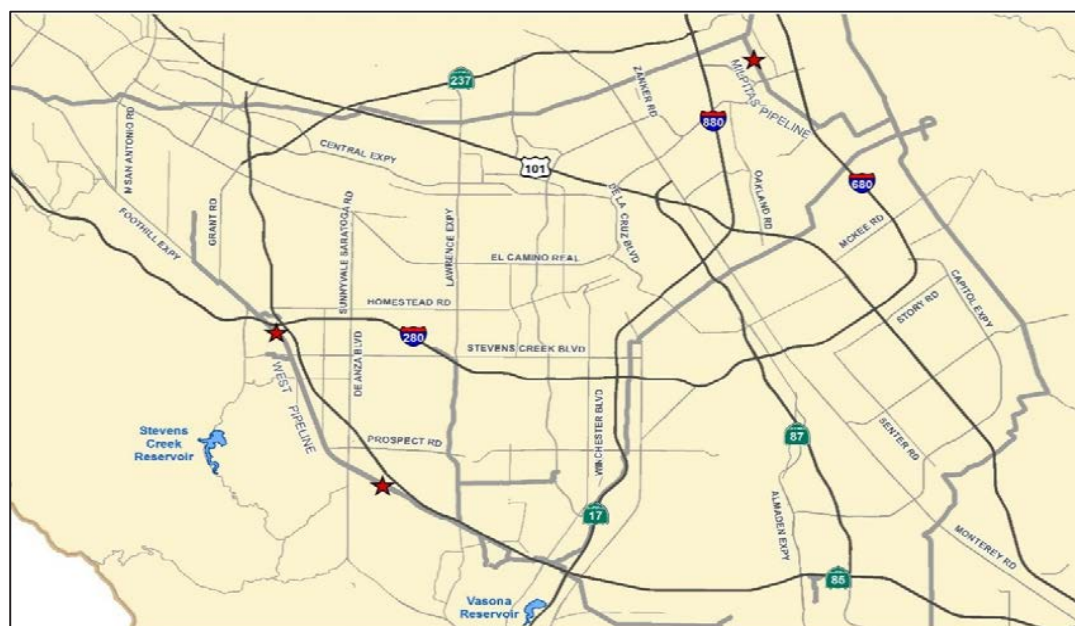 237
ZANKER RD
MILPITAS PIPELINE
880
M SAN ANTONIO RD
CENTRAL EXPY
101
OAKLAND RD
680
FOOTHILL EXPY
GRANT RD
SUNNYVALE SARATOGA RD
LAWRENCE EXPY
DE LA CRUZ BLVD
MCKEE RD
EL CAMINO REAL
CAPITOL EXPY
HOMESTEAD RD
STORY RD
280
STEVENS CREEK BLVD
DE ANZA BLVD
WEST PIPELINE
WINCHESTER BLVD
Stevens
Creek
Reservoir
PROSPECT RD
87
SENTER RD
17
ALMADEN EXPY
MONTEREY RD
85
Vasona
Reservoir